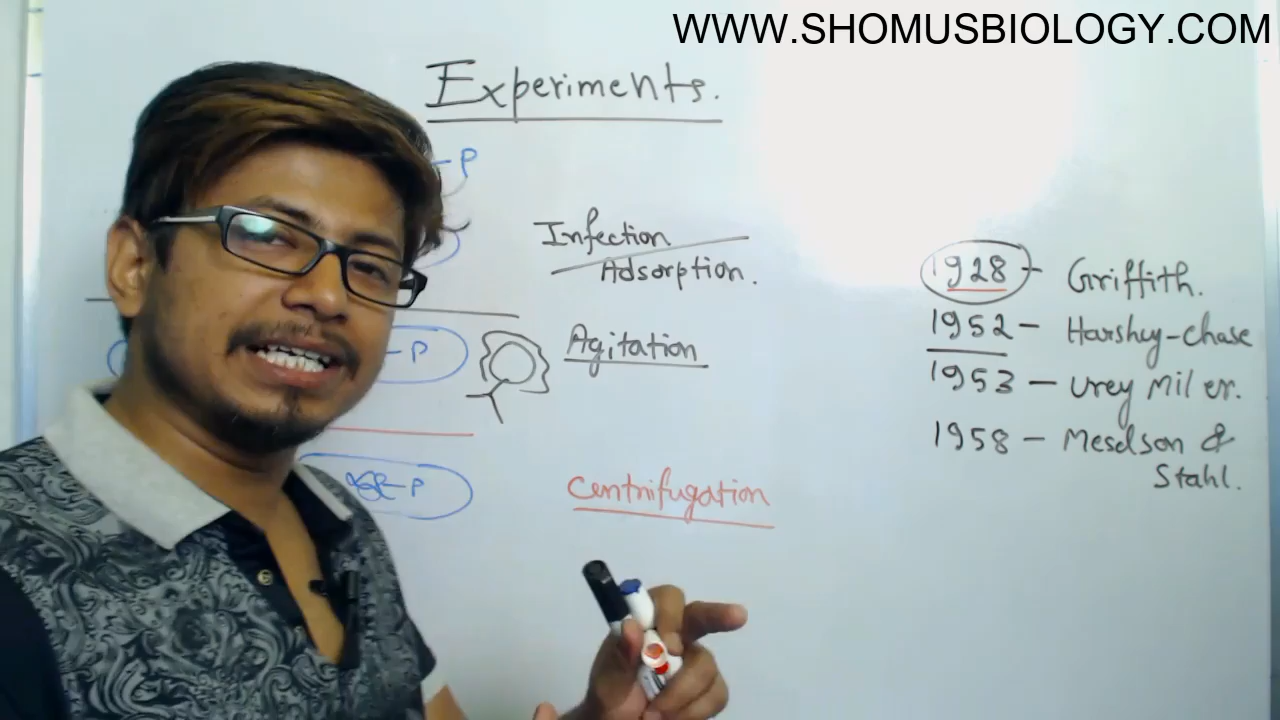 WWW.SHOMUSBIOLOGY.COM
Experiments.
-P
Infection
Adsorption.
1928 - Griffith.
1952 - Harshey-Chase
-P
Agitation
1953 - Urey Mil er.
1958 - Meselson &
Stahl.
-P
Centrifugation